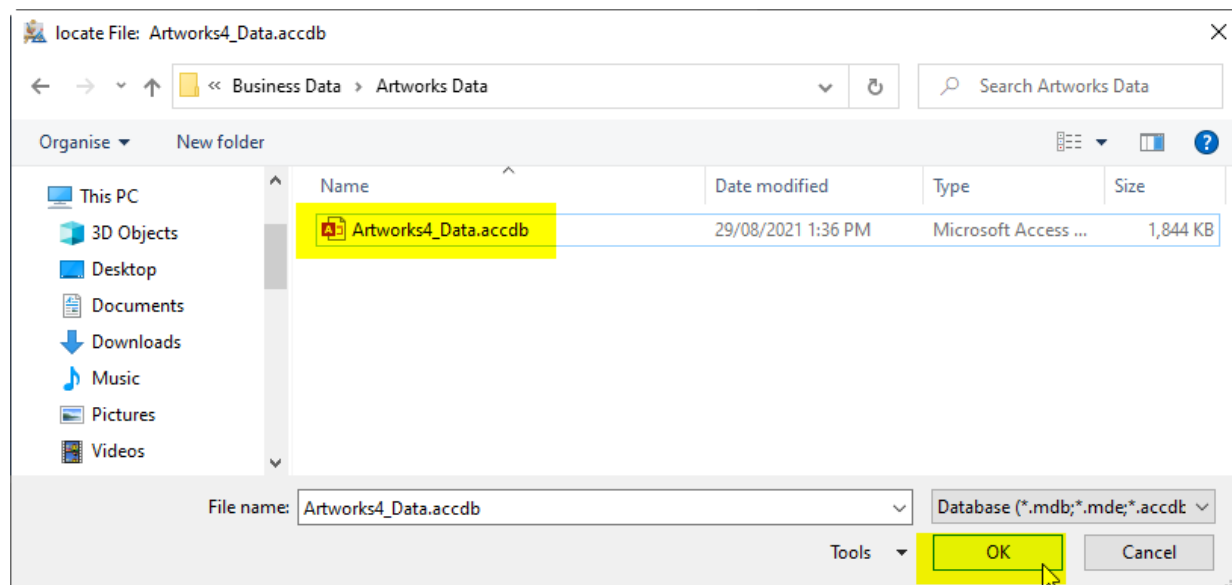 locate File: Artworks4_Data.accdb
« Business Data › Artworks Data
Search Artworks Data
Organise
New folder
?
Name Date modified Type Size
This PC
3D Objects
Desktop
Documents
Downloads
Music
Pictures
Videos
Artworks4_Data.accdb 29/08/2021 1:36 PM Microsoft Access ... 1,844 KB
File name: Artworks4_Data.accdb
Database (*.mdb;*.mde;*.accdb
Tools OK Cancel